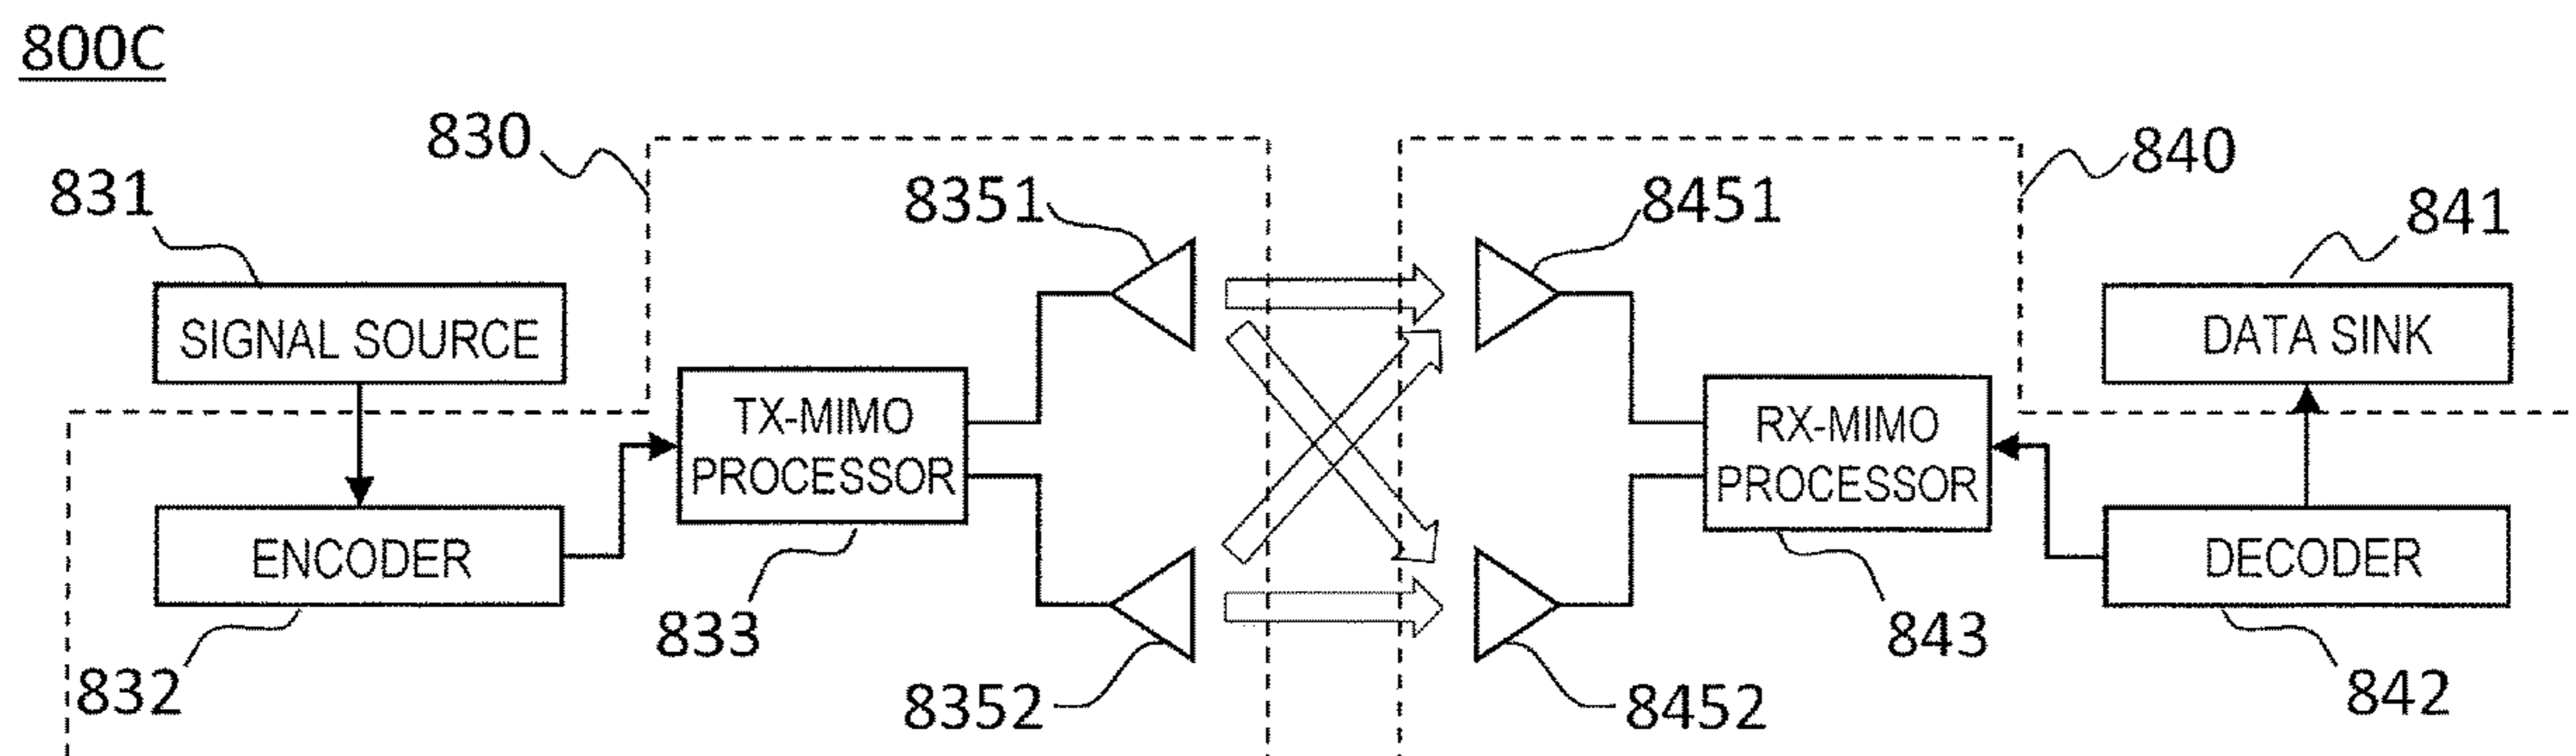 800C
830
840
831
8351
8451
841
SIGNAL SOURCE
DATA SINK
TX-MIMO
PROCESSOR
RX-MIMO
PROCESSOR
ENCODER
DECODER
832
833
8352
8452
843
842